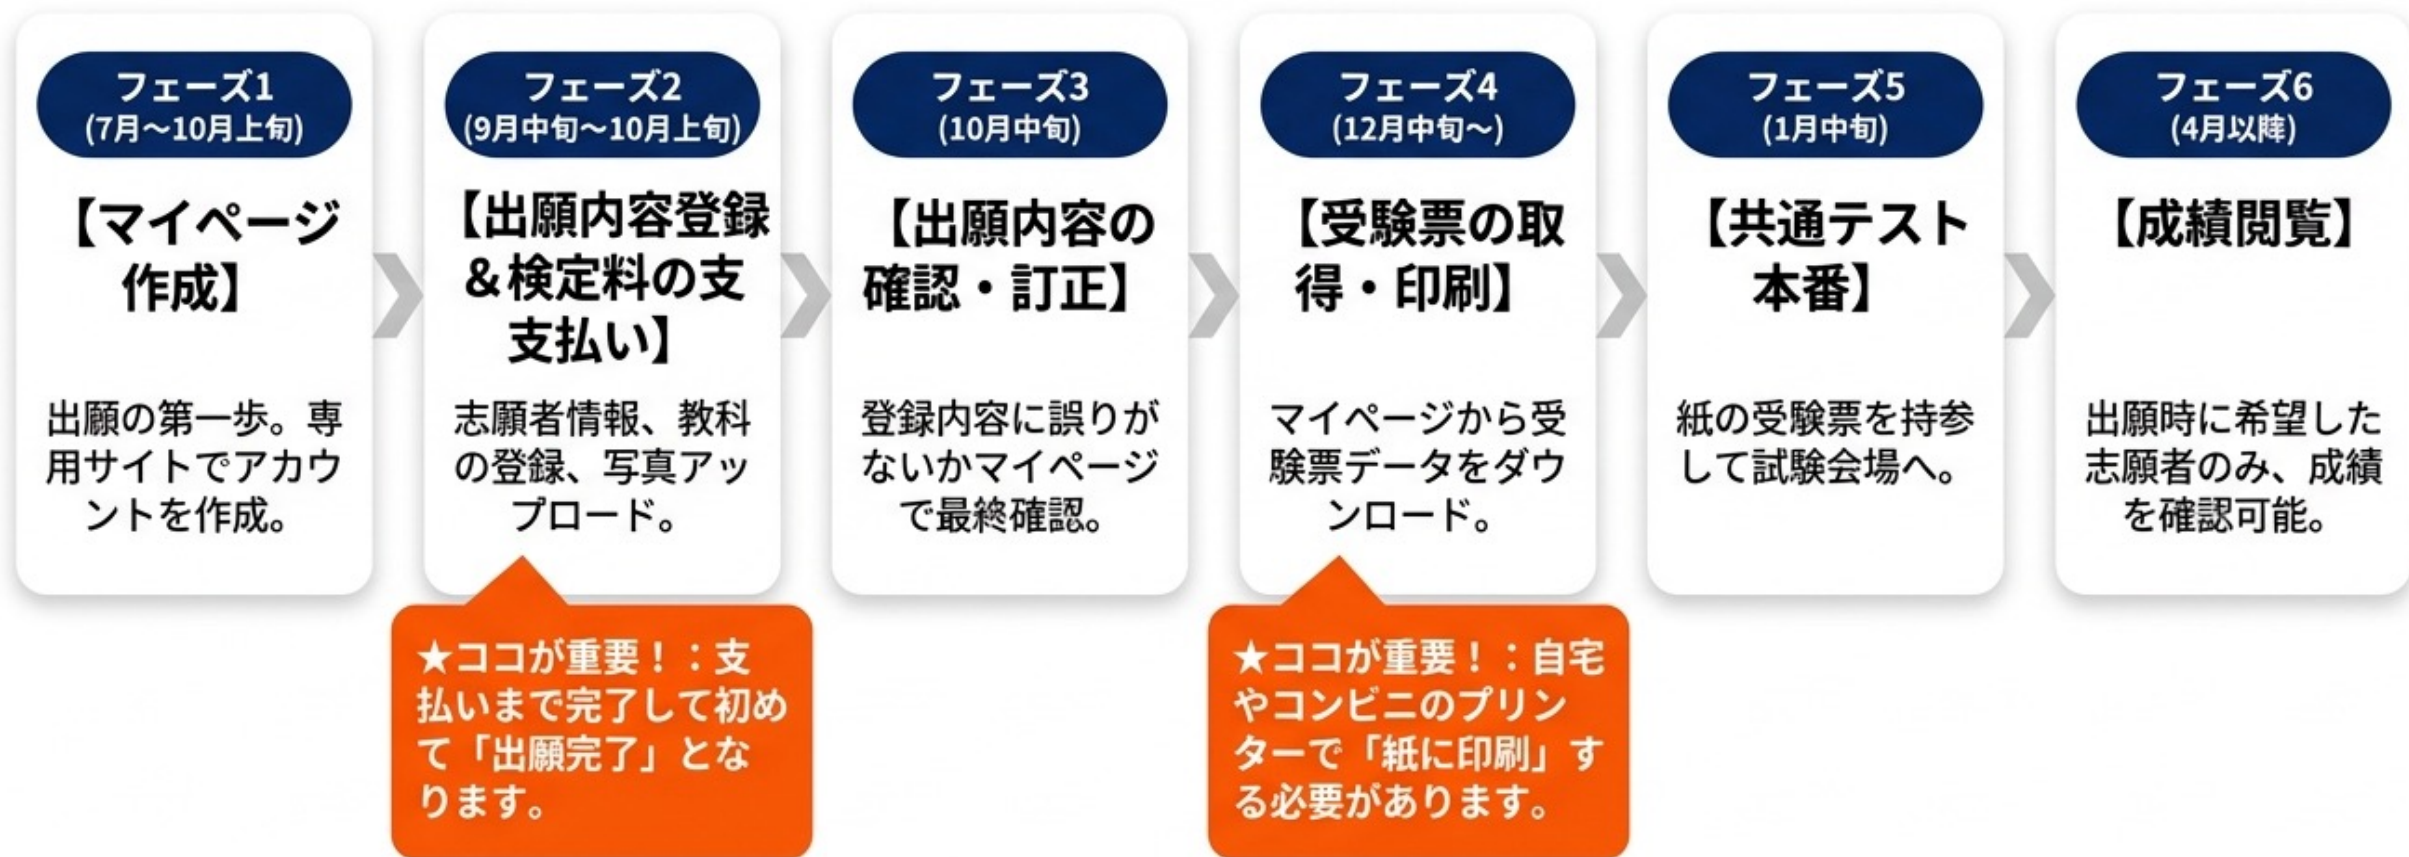 フェーズ1
(7月～10月上旬)
【マイページ
作成】
出願の第一歩。専
用サイトでアカウ
ントを作成。
フェーズ2
(9月中旬～10月上旬)
【出願内容登録
＆検定料の支
支払い】
志願者情報、教科
の登録、写真アッ
プロード。
★ココが重要！：支
払いまで完了して初め
て「出願完了」とな
ります。
フェーズ3
(10月中旬)
【出願内容の
確認・訂正】
登録内容に誤りが
ないかマイページ
で最終確認。
フェーズ4
(12月中旬～)
【受験票の取
得・印刷】
マイページから受
験票データをダウ
ンロード。
★ココが重要！：自宅
やコンビニのプリン
ターで「紙に印刷」す
る必要があります。
フェーズ5
(1月中旬)
【共通テスト
本番】
紙の受験票を持参
して試験会場へ。
フェーズ6
(4月以降)
【成績閲覧】
出願時に希望した
志願者のみ、成績
を確認可能。